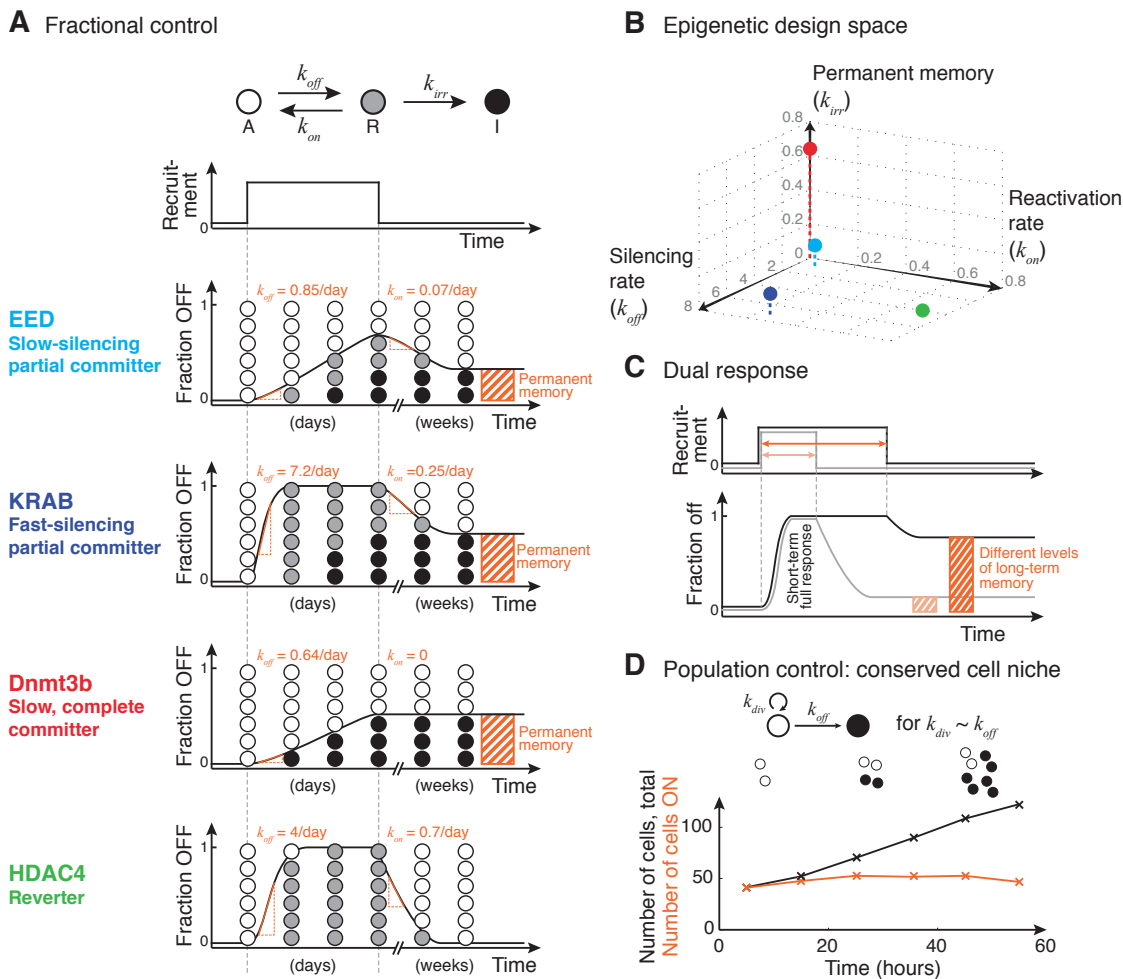 A Fractional control
k_off
k_on
k_irr
A
R
I
Recruit-
ment
0
Time
EED
Slow-silencing
partial committer
Fraction OFF
1
0
k_off = 0.85/day
k_on = 0.07/day
Permanent
memory
(days)
(weeks)
Time
KRAB
Fast-silencing
partial committer
Fraction OFF
1
0
k_off = 7.2/day
k_on =0.25/day
Permanent
memory
(days)
(weeks)
Time
Dnmt3b
Slow, complete
committer
Fraction OFF
1
0
k_off = 0.64/day
k_on = 0
Permanent
memory
(days)
(weeks)
Time
HDAC4
Reverter
Fraction OFF
1
0
k_off = 4/day
k_on = 0.7/day
(days)
(weeks)
Time
B Epigenetic design space
Permanent memory
(k_irr)
0.8
0.6
0.4
0.2
0
Reactivation
rate
(k_on)
0.2
0.4
0.6
0.8
Silencing
rate
(k_off)
2
4
6
8
C Dual response
Recruit-
ment
0
Fraction off
1
0
Short-term
full response
Different levels
of long-term
memory
Time
D Population control: conserved cell niche
k_div
k_off
for k_div ~ k_off
Number of cells, total
Number of cells ON
100
50
0
0
20
40
60
Time (hours)